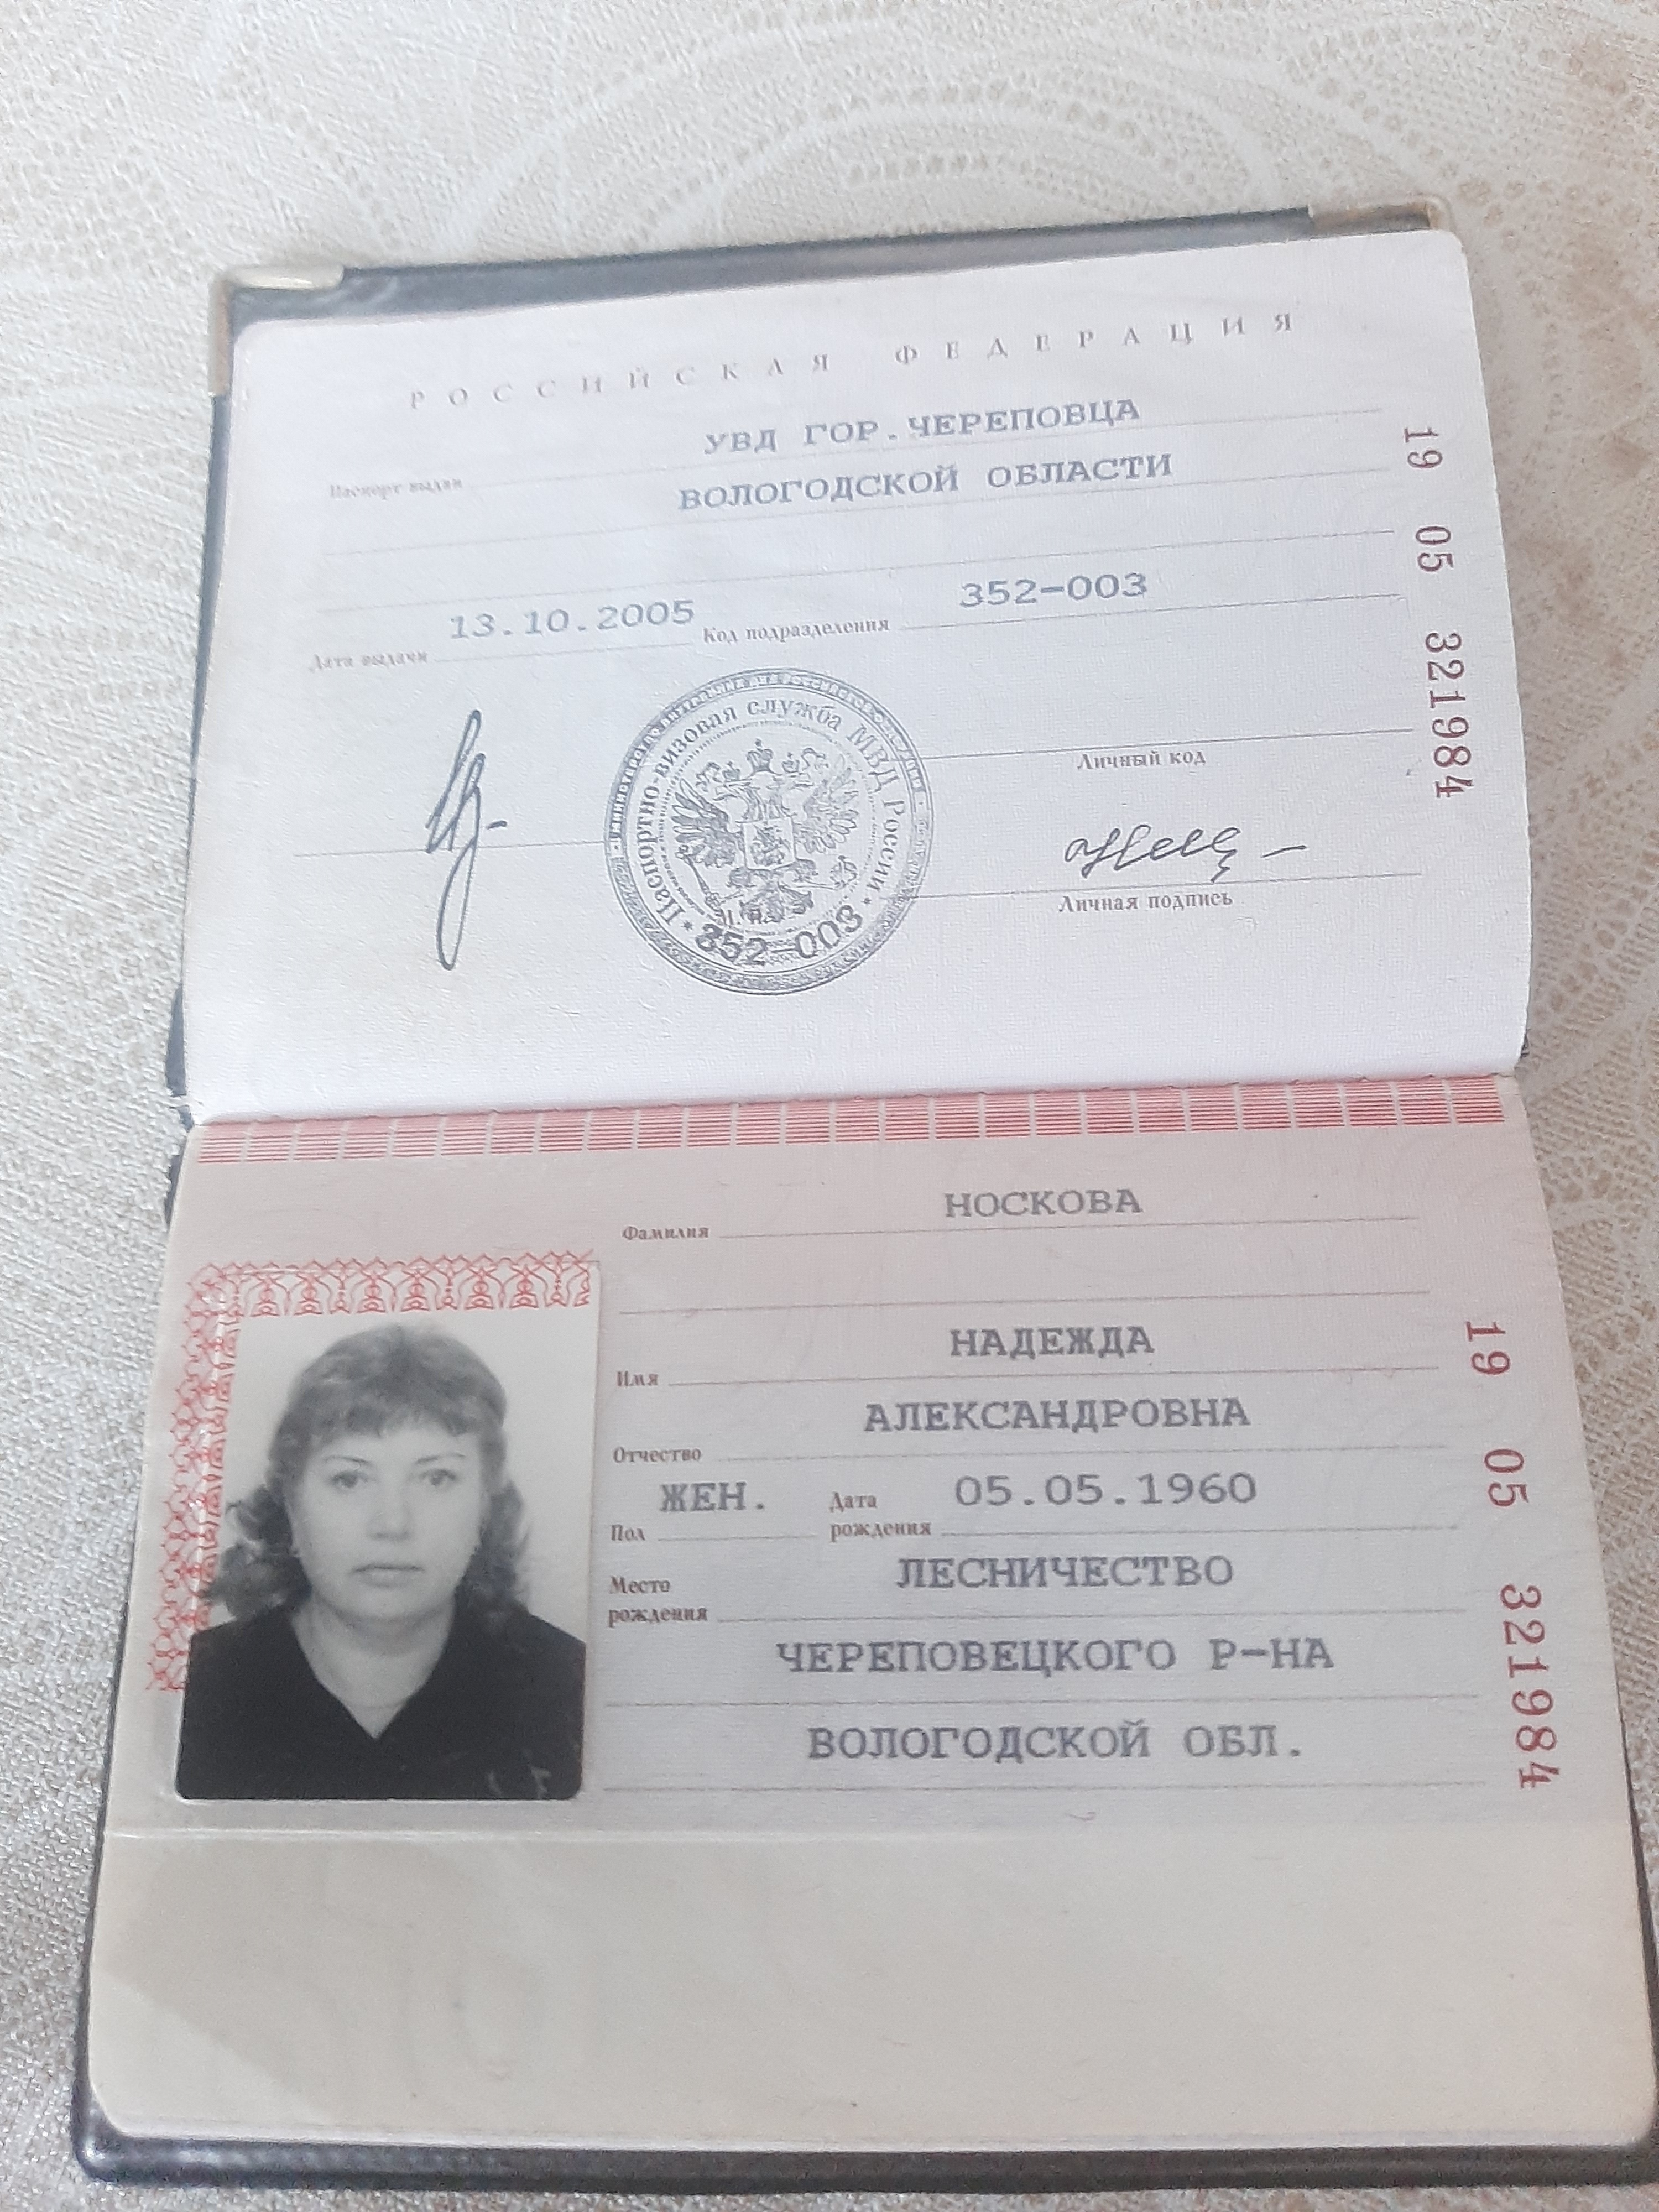 РОССИЙСКАЯ ФЕДЕРАЦИЯ
УВД ГОР.ЧЕРЕПОВЦА
Паспорт выдан
ВОЛОГОДСКОЙ ОБЛАСТИ
13.10.2005 352-003
Дата выдачи Код подразделения
19 05 321984
Паспортно-визовая служба МВД России
352-003
М.П.
Личный код
Личная подпись
НОСКОВА
Фамилия
НАДЕЖДА
Имя
АЛЕКСАНДРОВНА
Отчество
ЖЕН. Дата 05.05.1960
Пол рождения
ЛЕСНИЧЕСТВО
Место
рождения
ЧЕРЕПОВЕЦКОГО Р-НА
ВОЛОГОДСКОЙ ОБЛ.
19 05 321984